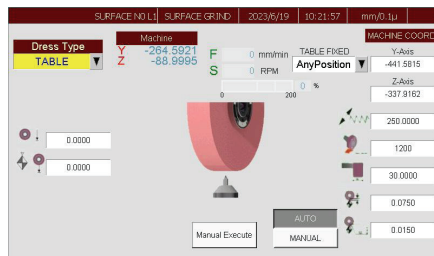 SURFACE N0 L1 SURFACE GRIND 2023/6/19 10:21:57 mm/0.1μ
Dress Type
TABLE
Machine
Y -264.5921
Z -88.9995
F 0 mm/min
S 0 RPM
0 %
0 200
TABLE FIXED
AnyPosition
MACHINE COORD
Y-Axis
-441.5815
Z-Axis
-337.9162
250.0000
1200
30.0000
0.0750
0.0150
0.0000
0.0000
Manual Execute
AUTO
MANUAL